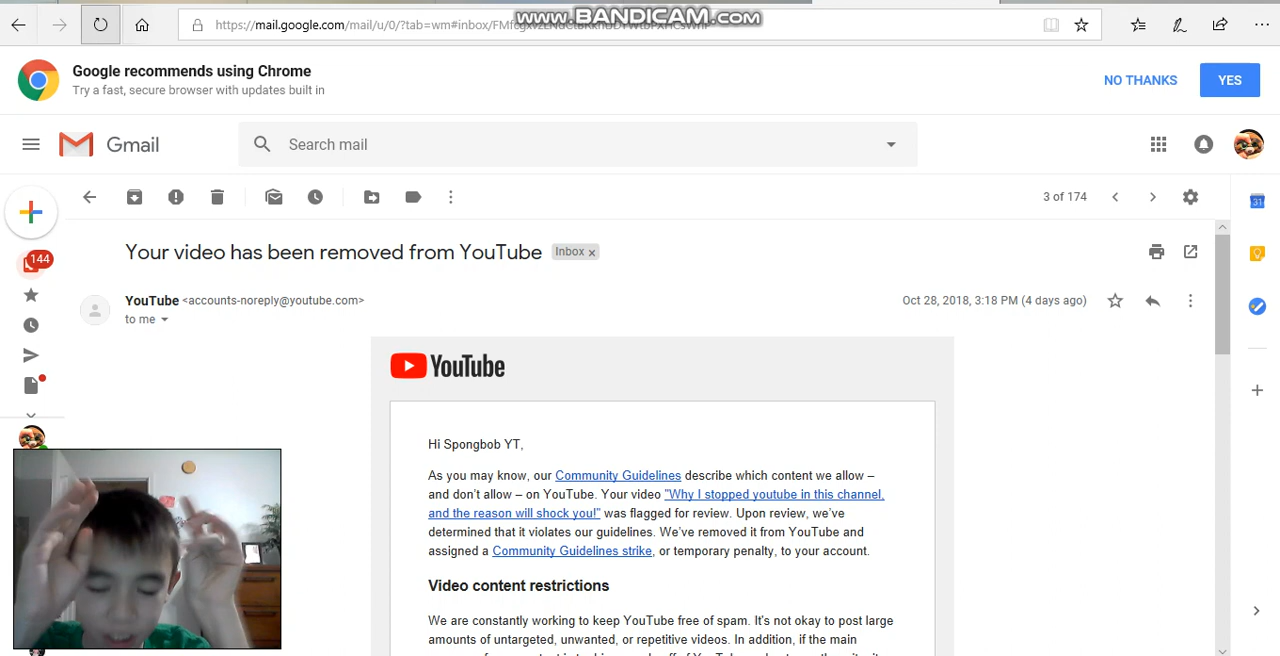 www.BANDICAM.com
https://mail.google.com/mail/u/0/?tab=wm#inbox/
Google recommends using Chrome
Try a fast, secure browser with updates built in
NO THANKS
YES
Gmail
Search mail
3 of 174
31
144
Your video has been removed from YouTube
Inbox x
YouTube <accounts-noreply@youtube.com>
Oct 28, 2018, 3:18 PM (4 days ago)
to me
YouTube
Hi Spongbob YT,
As you may know, our Community Guidelines describe which content we allow –
and don't allow – on YouTube. Your video "Why I stopped youtube in this channel,
and the reason will shock you!" was flagged for review. Upon review, we've
determined that it violates our guidelines. We've removed it from YouTube and
assigned a Community Guidelines strike, or temporary penalty, to your account.
Video content restrictions
We are constantly working to keep YouTube free of spam. It's not okay to post large
amounts of untargeted, unwanted, or repetitive videos. In addition, if the main